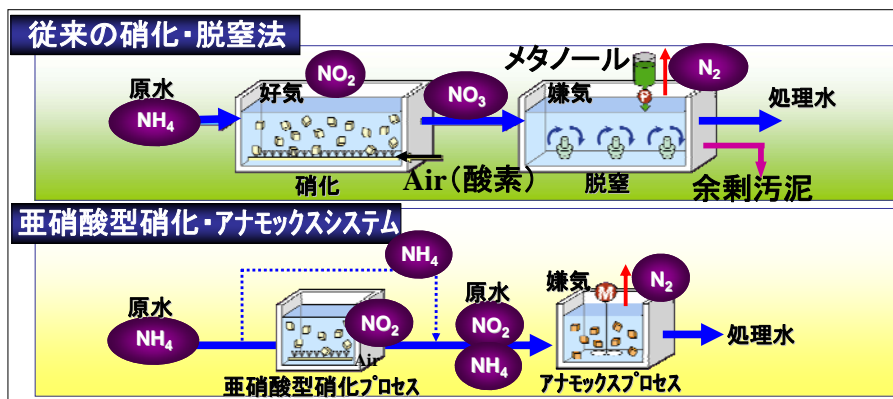 従来の硝化・脱窒法
原水
NH4
好気
NO2
硝化
Air(酸素)
NO3
メタノール
P
嫌気
N2
脱窒
処理水
余剰汚泥
亜硝酸型硝化・アナモックスシステム
原水
NH4
NH4
NO2
Air
亜硝酸型硝化プロセス
原水
NO2
NH4
嫌気
M
N2
アナモックスプロセス
処理水